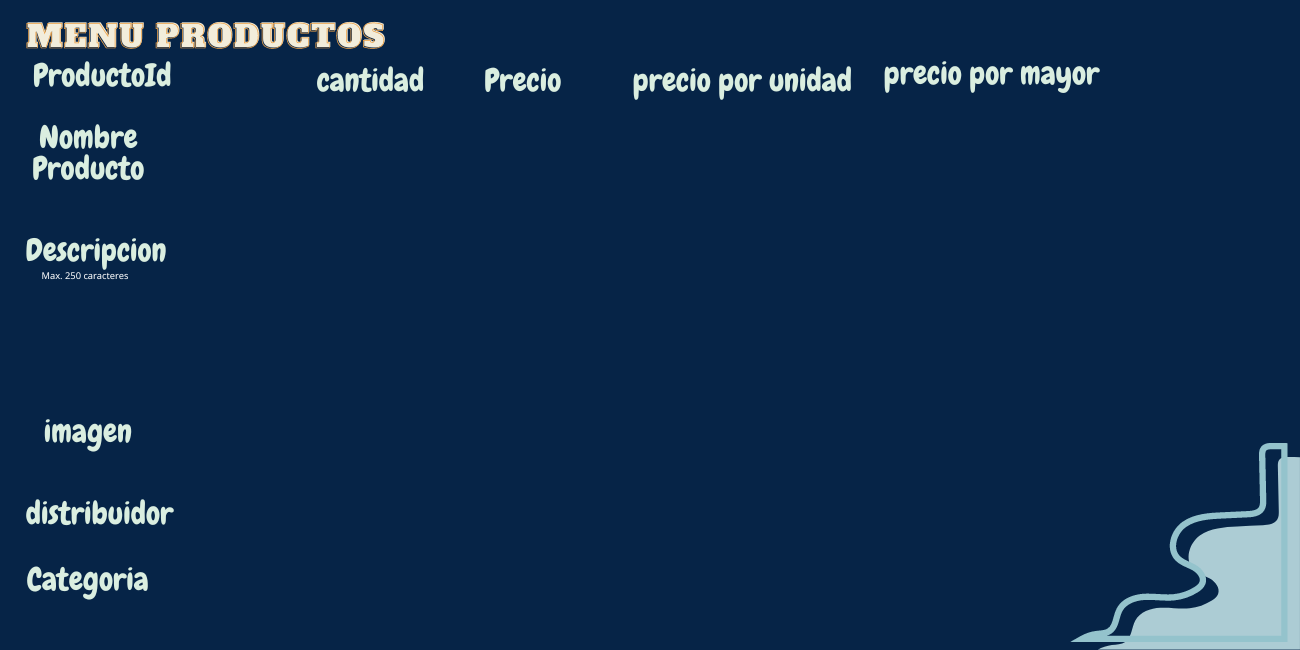 MENU PRODUCTOS
ProductoId
cantidad
Precio
precio por unidad
precio por mayor
Nombre
Producto
Descripcion
Max. 250 caracteres
imagen
distribuidor
Categoria